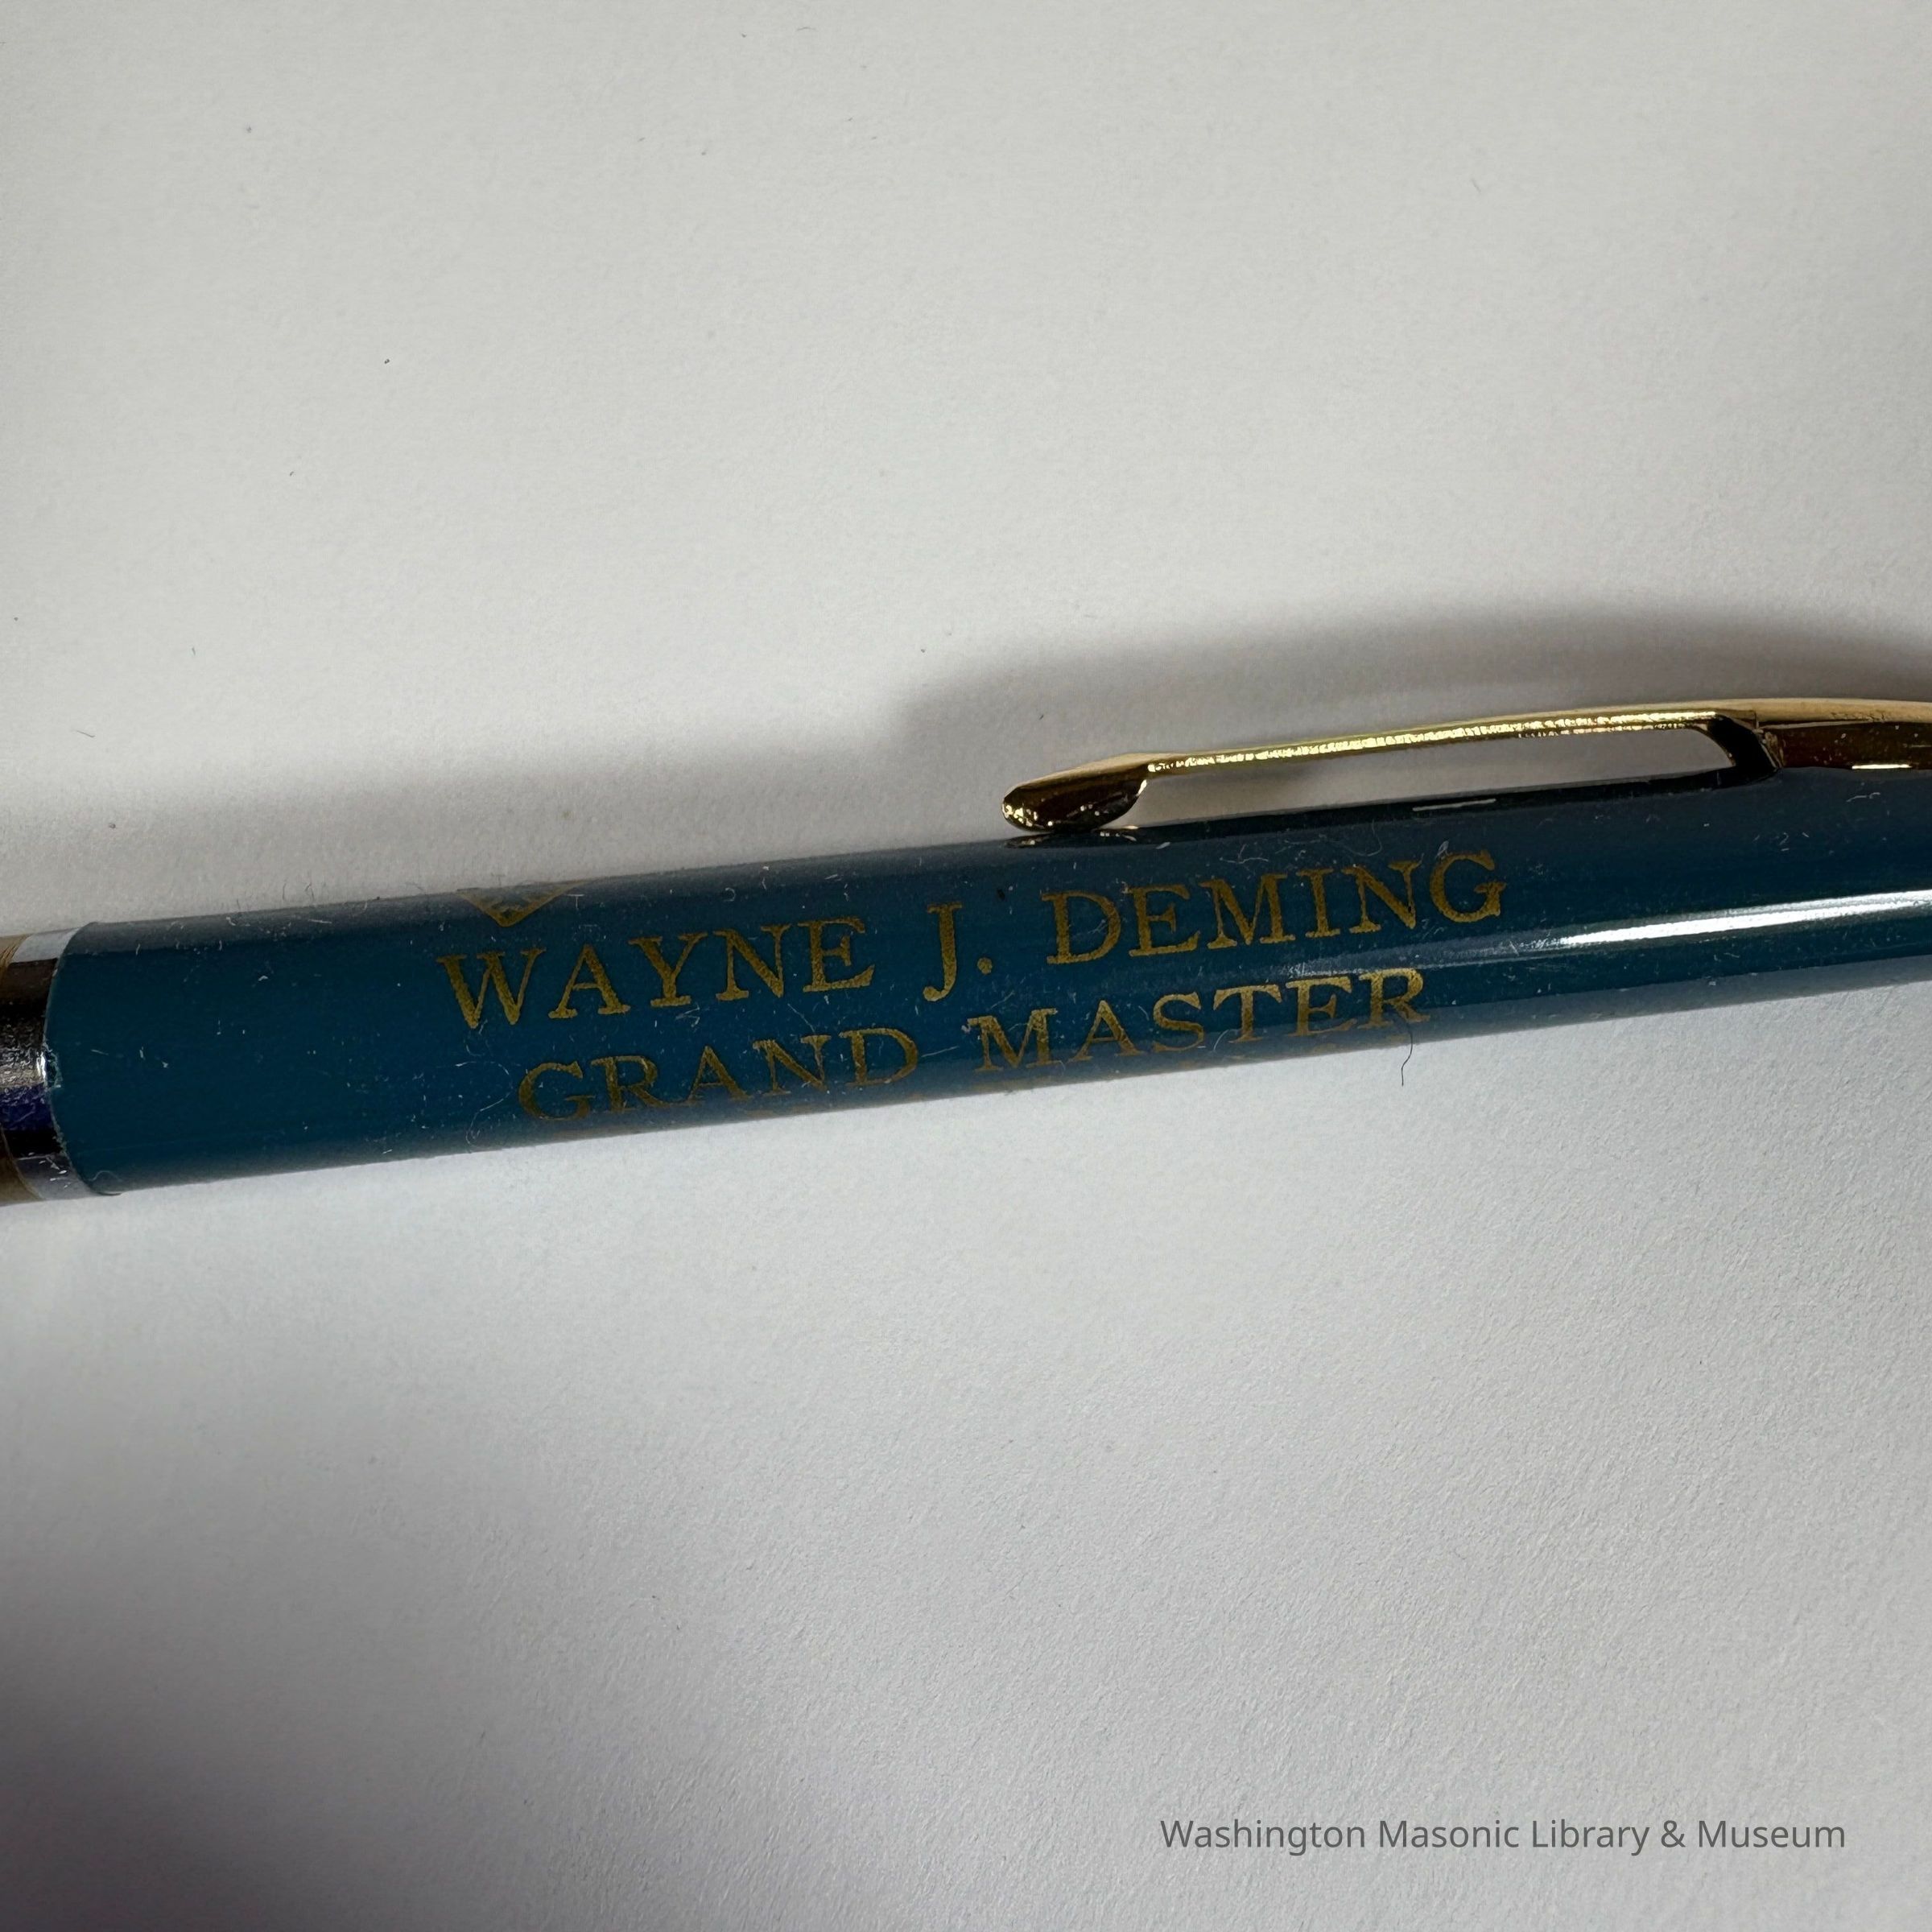 WAYNE J. DEMING
GRAND MASTER
Washington Masonic Library & Museum